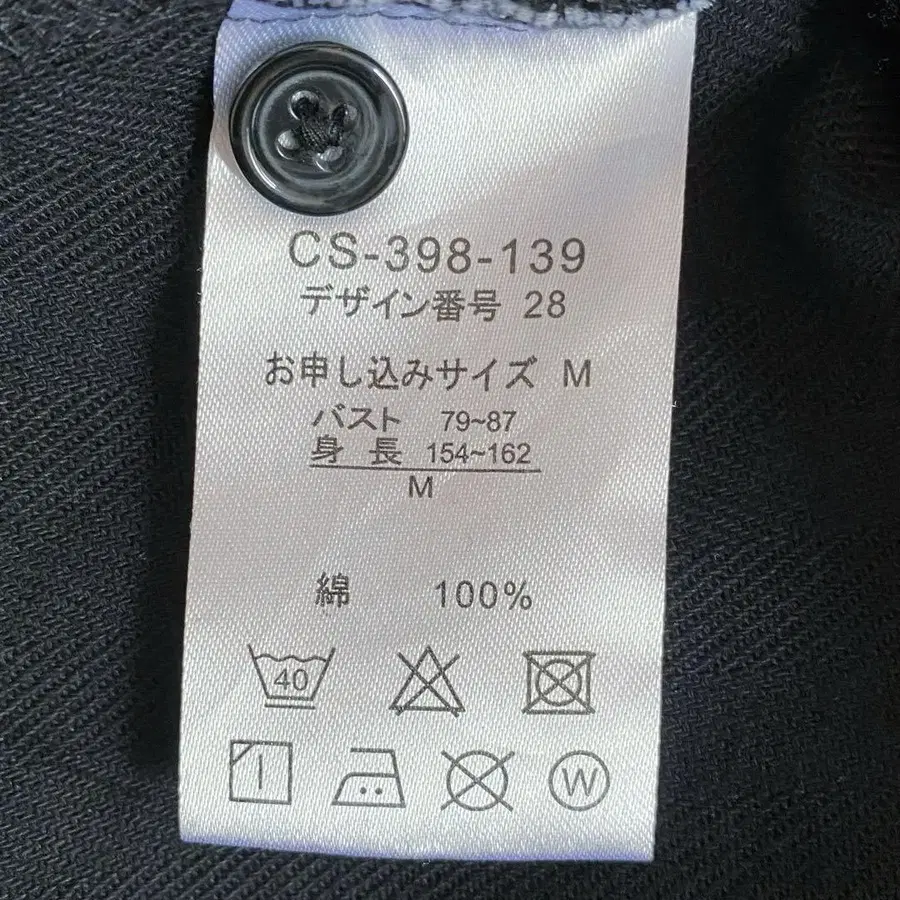 CS-398-139
デザイン番号 28
お申し込みサイズ M
バスト 79~87
身 長 154~162
M
綿 100%
40
W